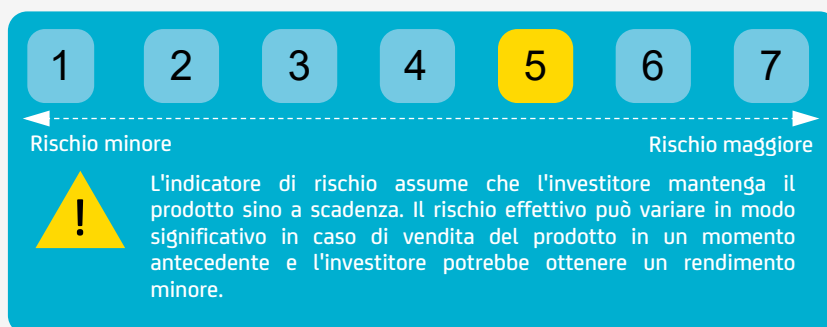 1 2 3 4 5 6 7
Rischio minore Rischio maggiore
!
L'indicatore di rischio assume che l'investitore mantenga il
prodotto sino a scadenza. Il rischio effettivo può variare in modo
significativo in caso di vendita del prodotto in un momento
antecedente e l'investitore potrebbe ottenere un rendimento
minore.